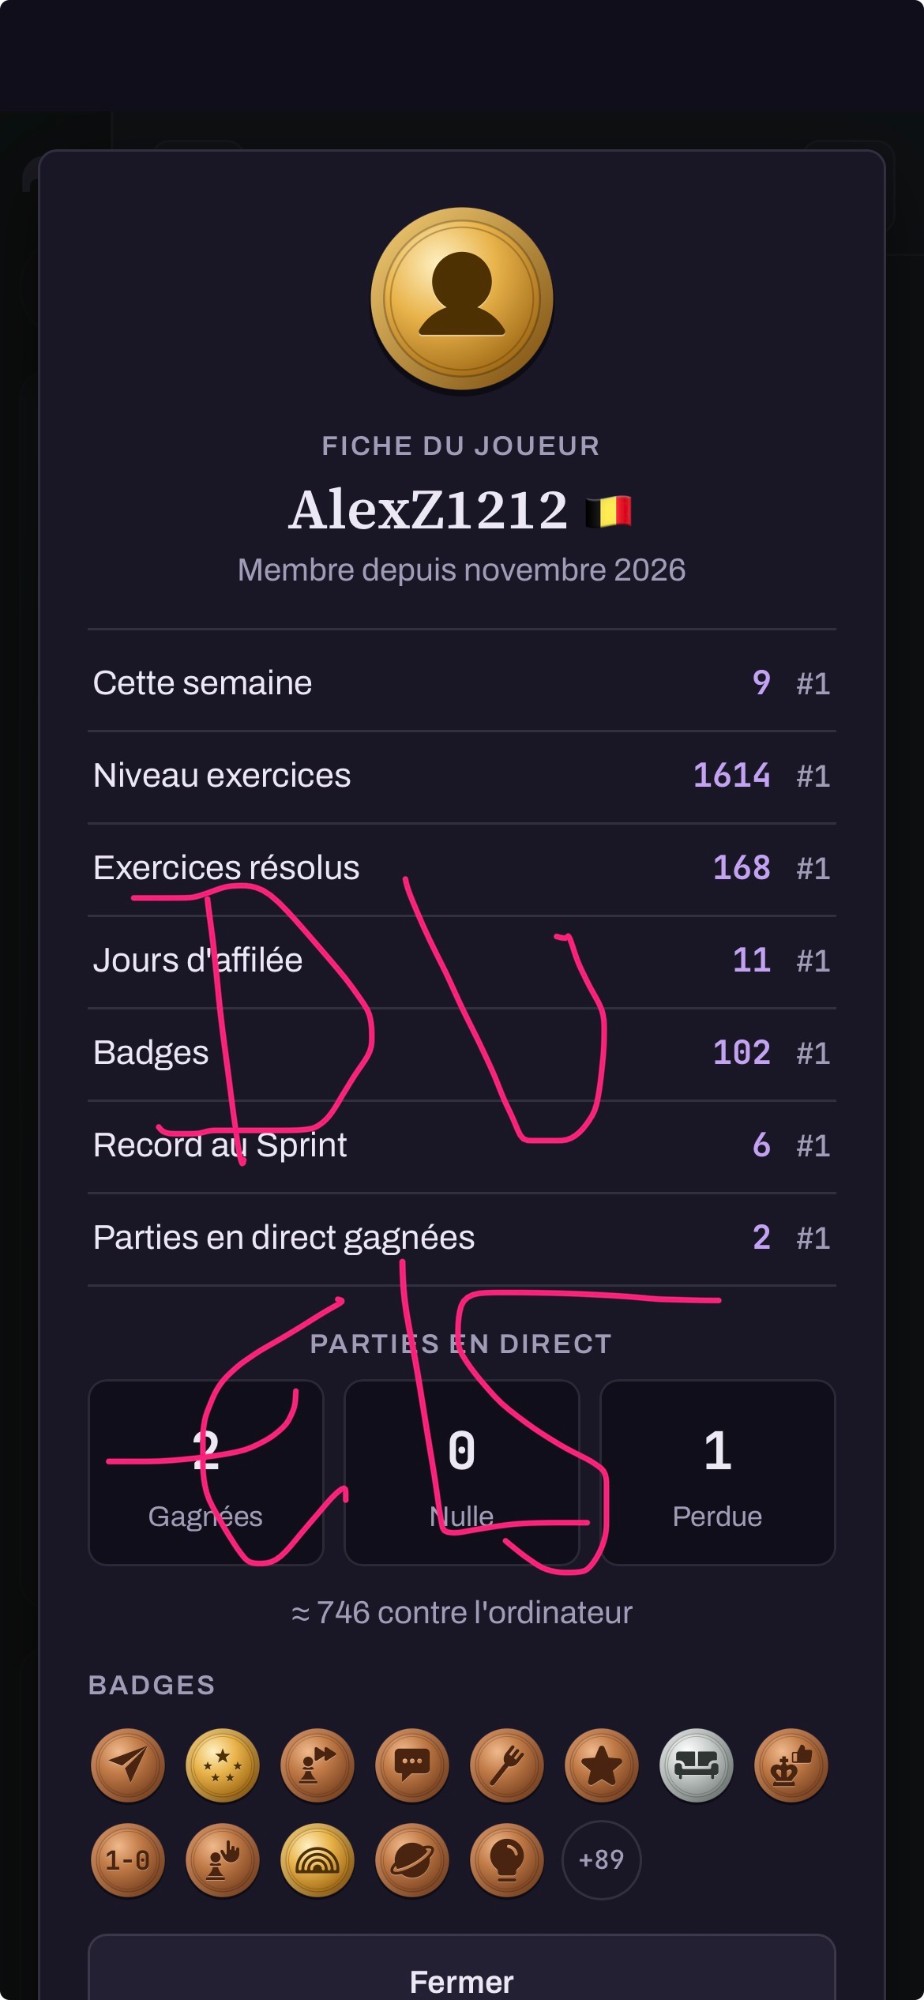 FICHE DU JOUEUR
AlexZ1212 🇧🇪
Membre depuis novembre 2026
Cette semaine 9 #1
Niveau exercices 1614 #1
Exercices résolus 168 #1
Jours d'affilée 11 #1
Badges 102 #1
Record au Sprint 6 #1
Parties en direct gagnées 2 #1
DU
PARTIES EN DIRECT
2 0 1
Gagnées Nulle Perdue
≈ 746 contre l'ordinateur
BADGES
1-0
+89
Fermer